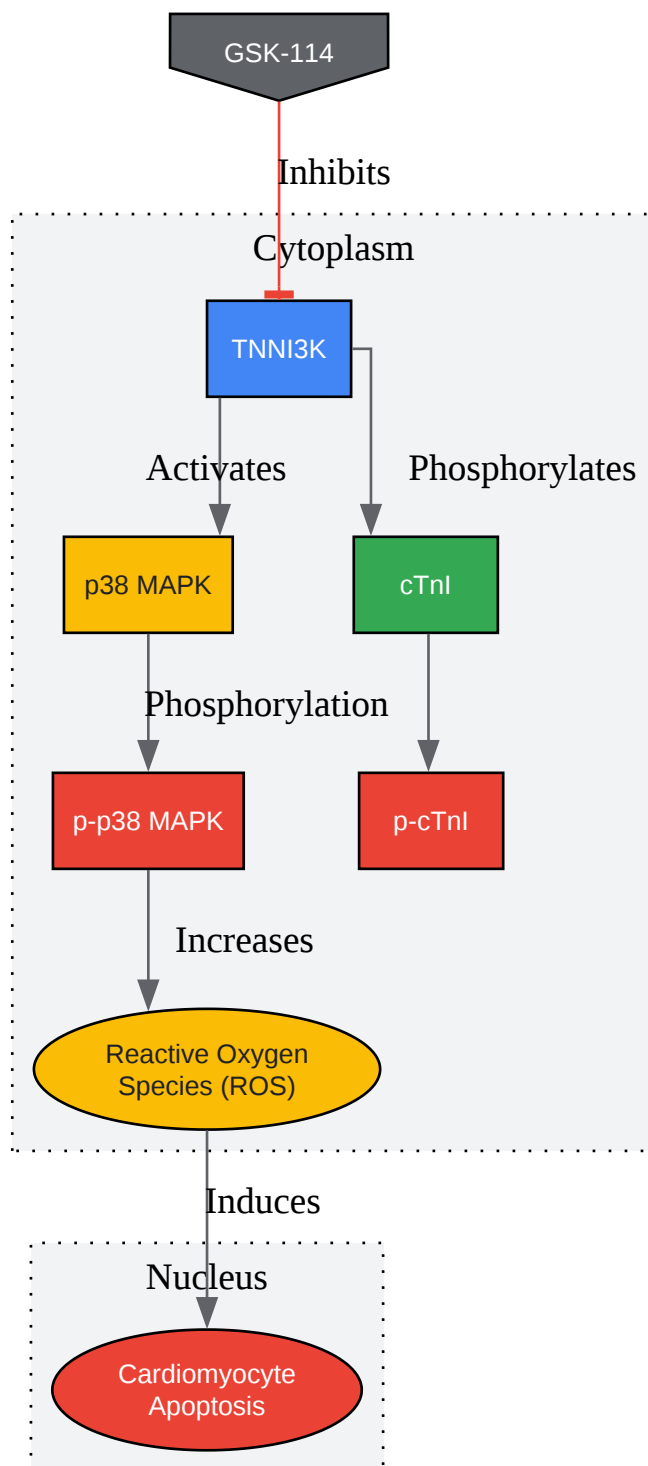 GSK-114
Inhibits
Cytoplasm
TNNI3K
Activates
Phosphorylates
p38 MAPK
cTnI
Phosphorylation
p-p38 MAPK
p-cTnI
Increases
Reactive Oxygen
Species (ROS)
Induces
Nucleus
Cardiomyocyte
Apoptosis